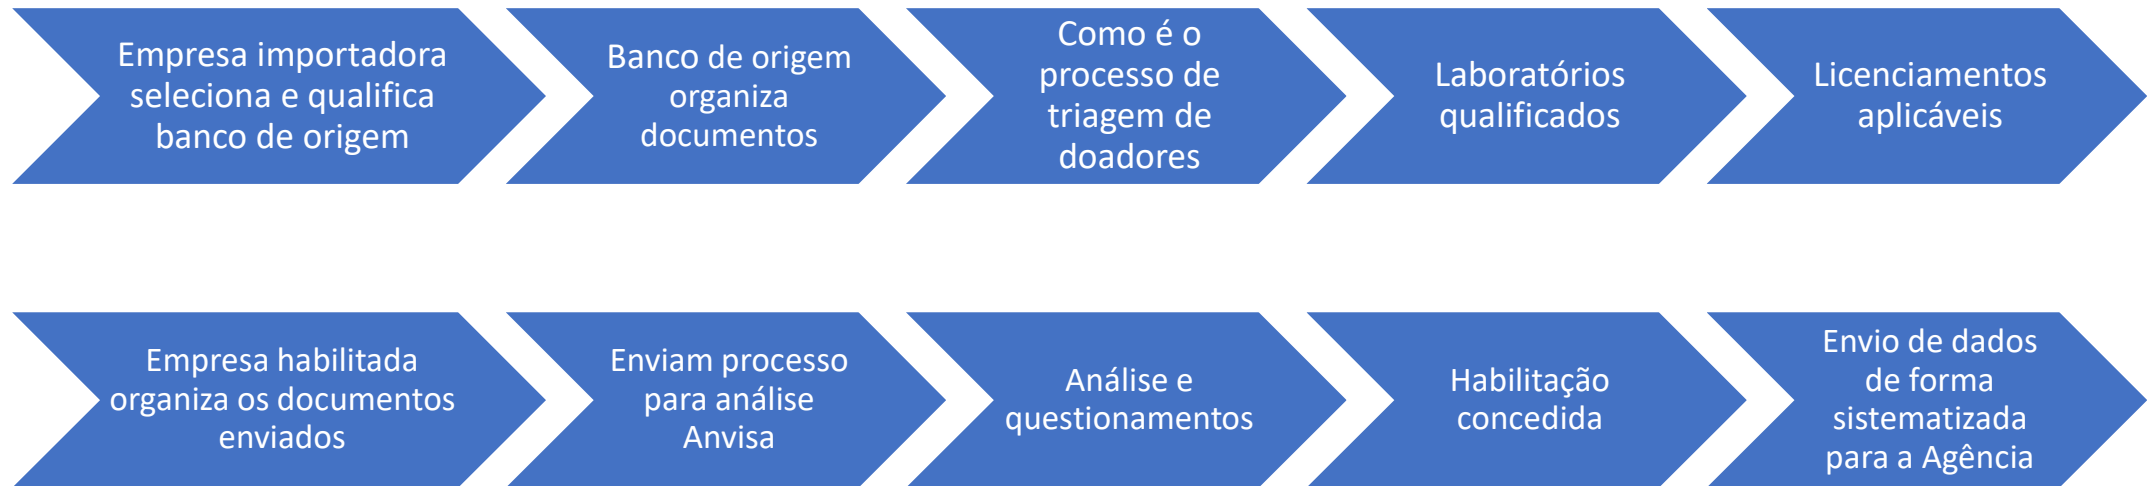 Empresa importadora
seleciona e qualifica
banco de origem
Banco de origem
organiza
documentos
Como é o
processo de
triagem de
doadores
Laboratórios
qualificados
Licenciamentos
aplicáveis
Empresa habilitada
organiza os documentos
enviados
Enviam processo
para análise
Anvisa
Análise e
questionamentos
Habilitação
concedida
Envio de dados
de forma
sistematizada
para a Agência